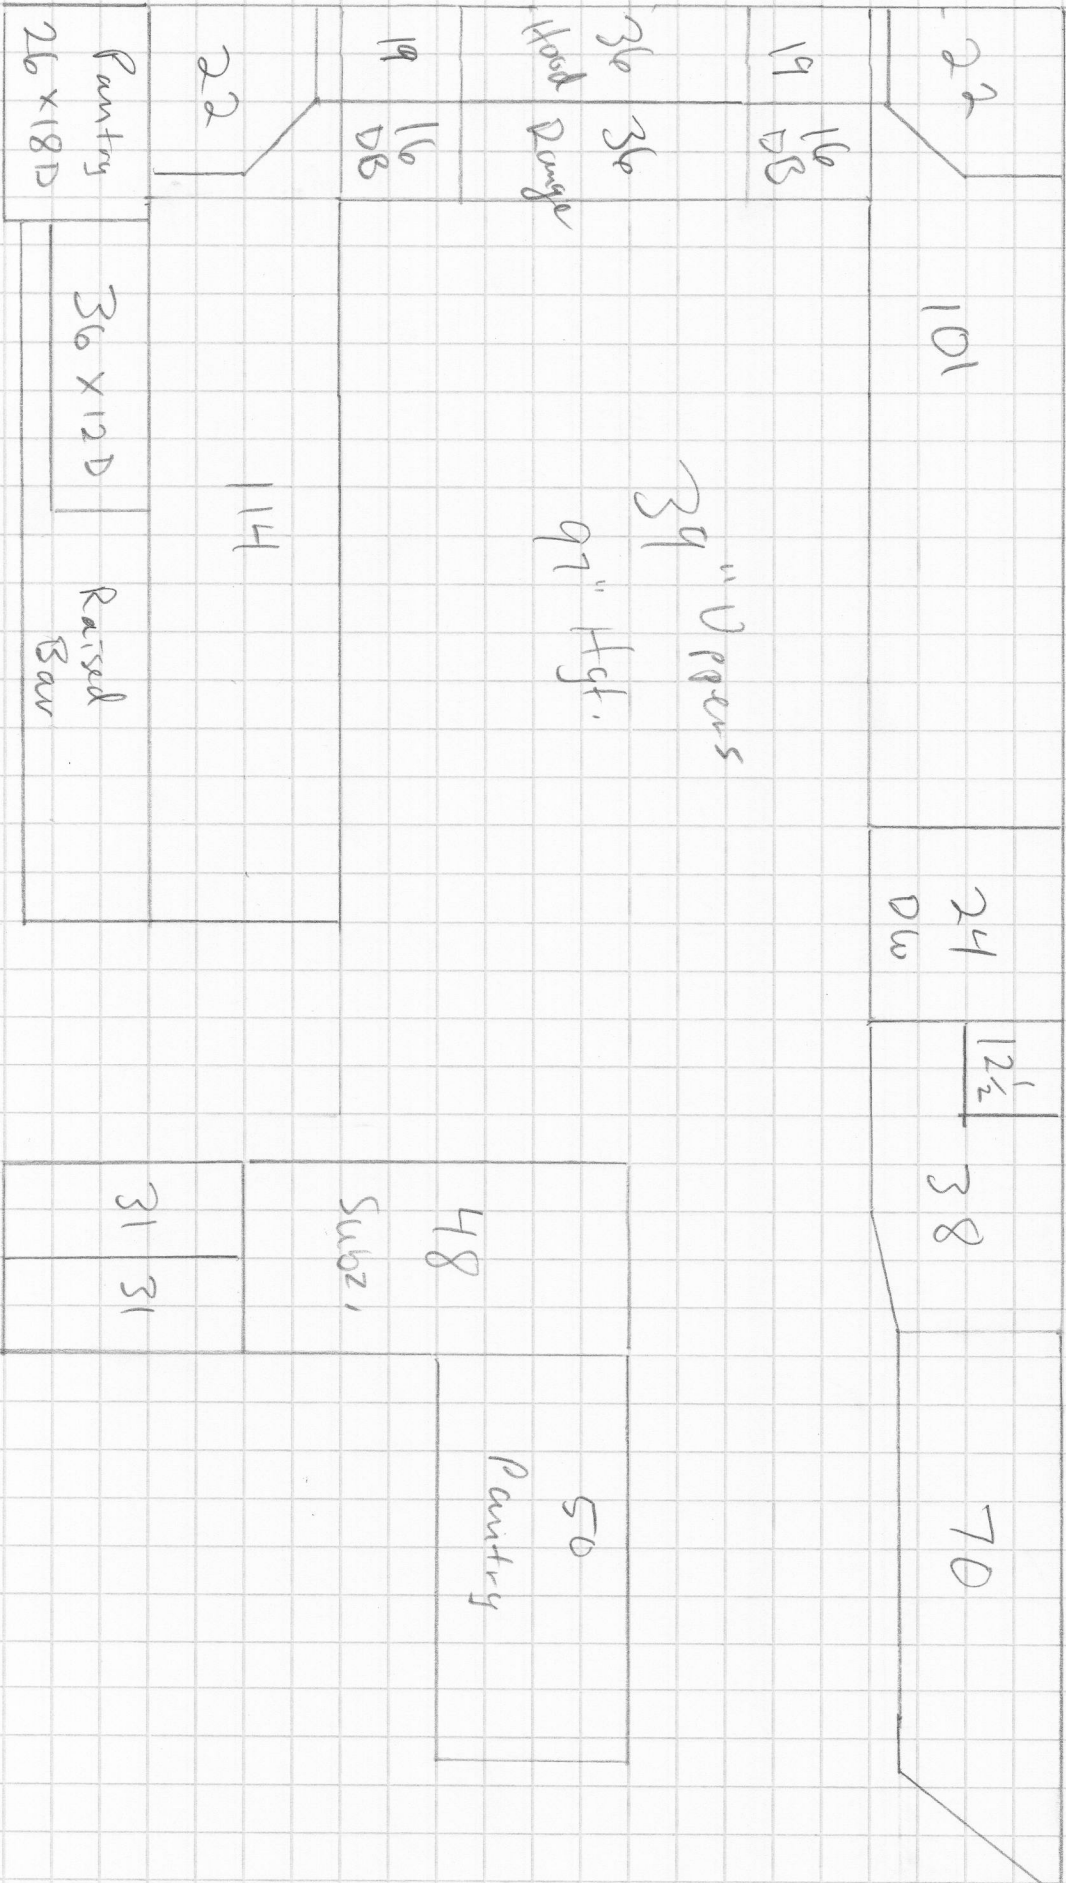 22
101
24
DW
12½
38
70
19
16
DB
36
Hood
36
Range
39" Uppers
97" Hgt.
19
16
DB
48
Subz.
50
Pantry
22
114
31
31
Pantry
26 x 18D
36 x 12D
Raised
Bar